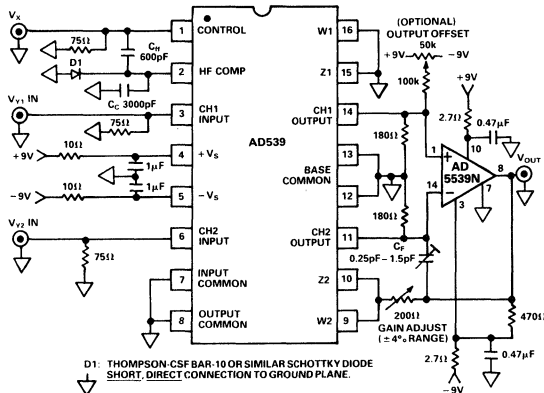 Vx
75Ω
Cff
600pF
D1
Cc 3000pF
VY1 IN
75Ω
10Ω
+9V
1µF
1µF
10Ω
-9V
VY2 IN
75Ω
1 CONTROL
2 HF COMP
3 CH1 INPUT
4 +Vs
5 -Vs
6 CH2 INPUT
7 INPUT COMMON
8 OUTPUT COMMON
AD539
W1 16
Z1 15
CH1 OUTPUT 14
13
BASE COMMON
12
CH2 OUTPUT 11
Z2 10
W2 9
(OPTIONAL)
OUTPUT OFFSET
50k
+9V -9V
100k
+9V
2.7Ω
0.47µF
10
180Ω
180Ω
1
+
AD
5539N
14
-
3
7
8
VOUT
CF
0.25pF – 1.5pF
200Ω
GAIN ADJUST
(±4°₀ RANGE)
470Ω
2.7Ω
0.47µF
-9V
D1: THOMPSON-CSF BAR-10 OR SIMILAR SCHOTTKY DIODE
SHORT, DIRECT CONNECTION TO GROUND PLANE.